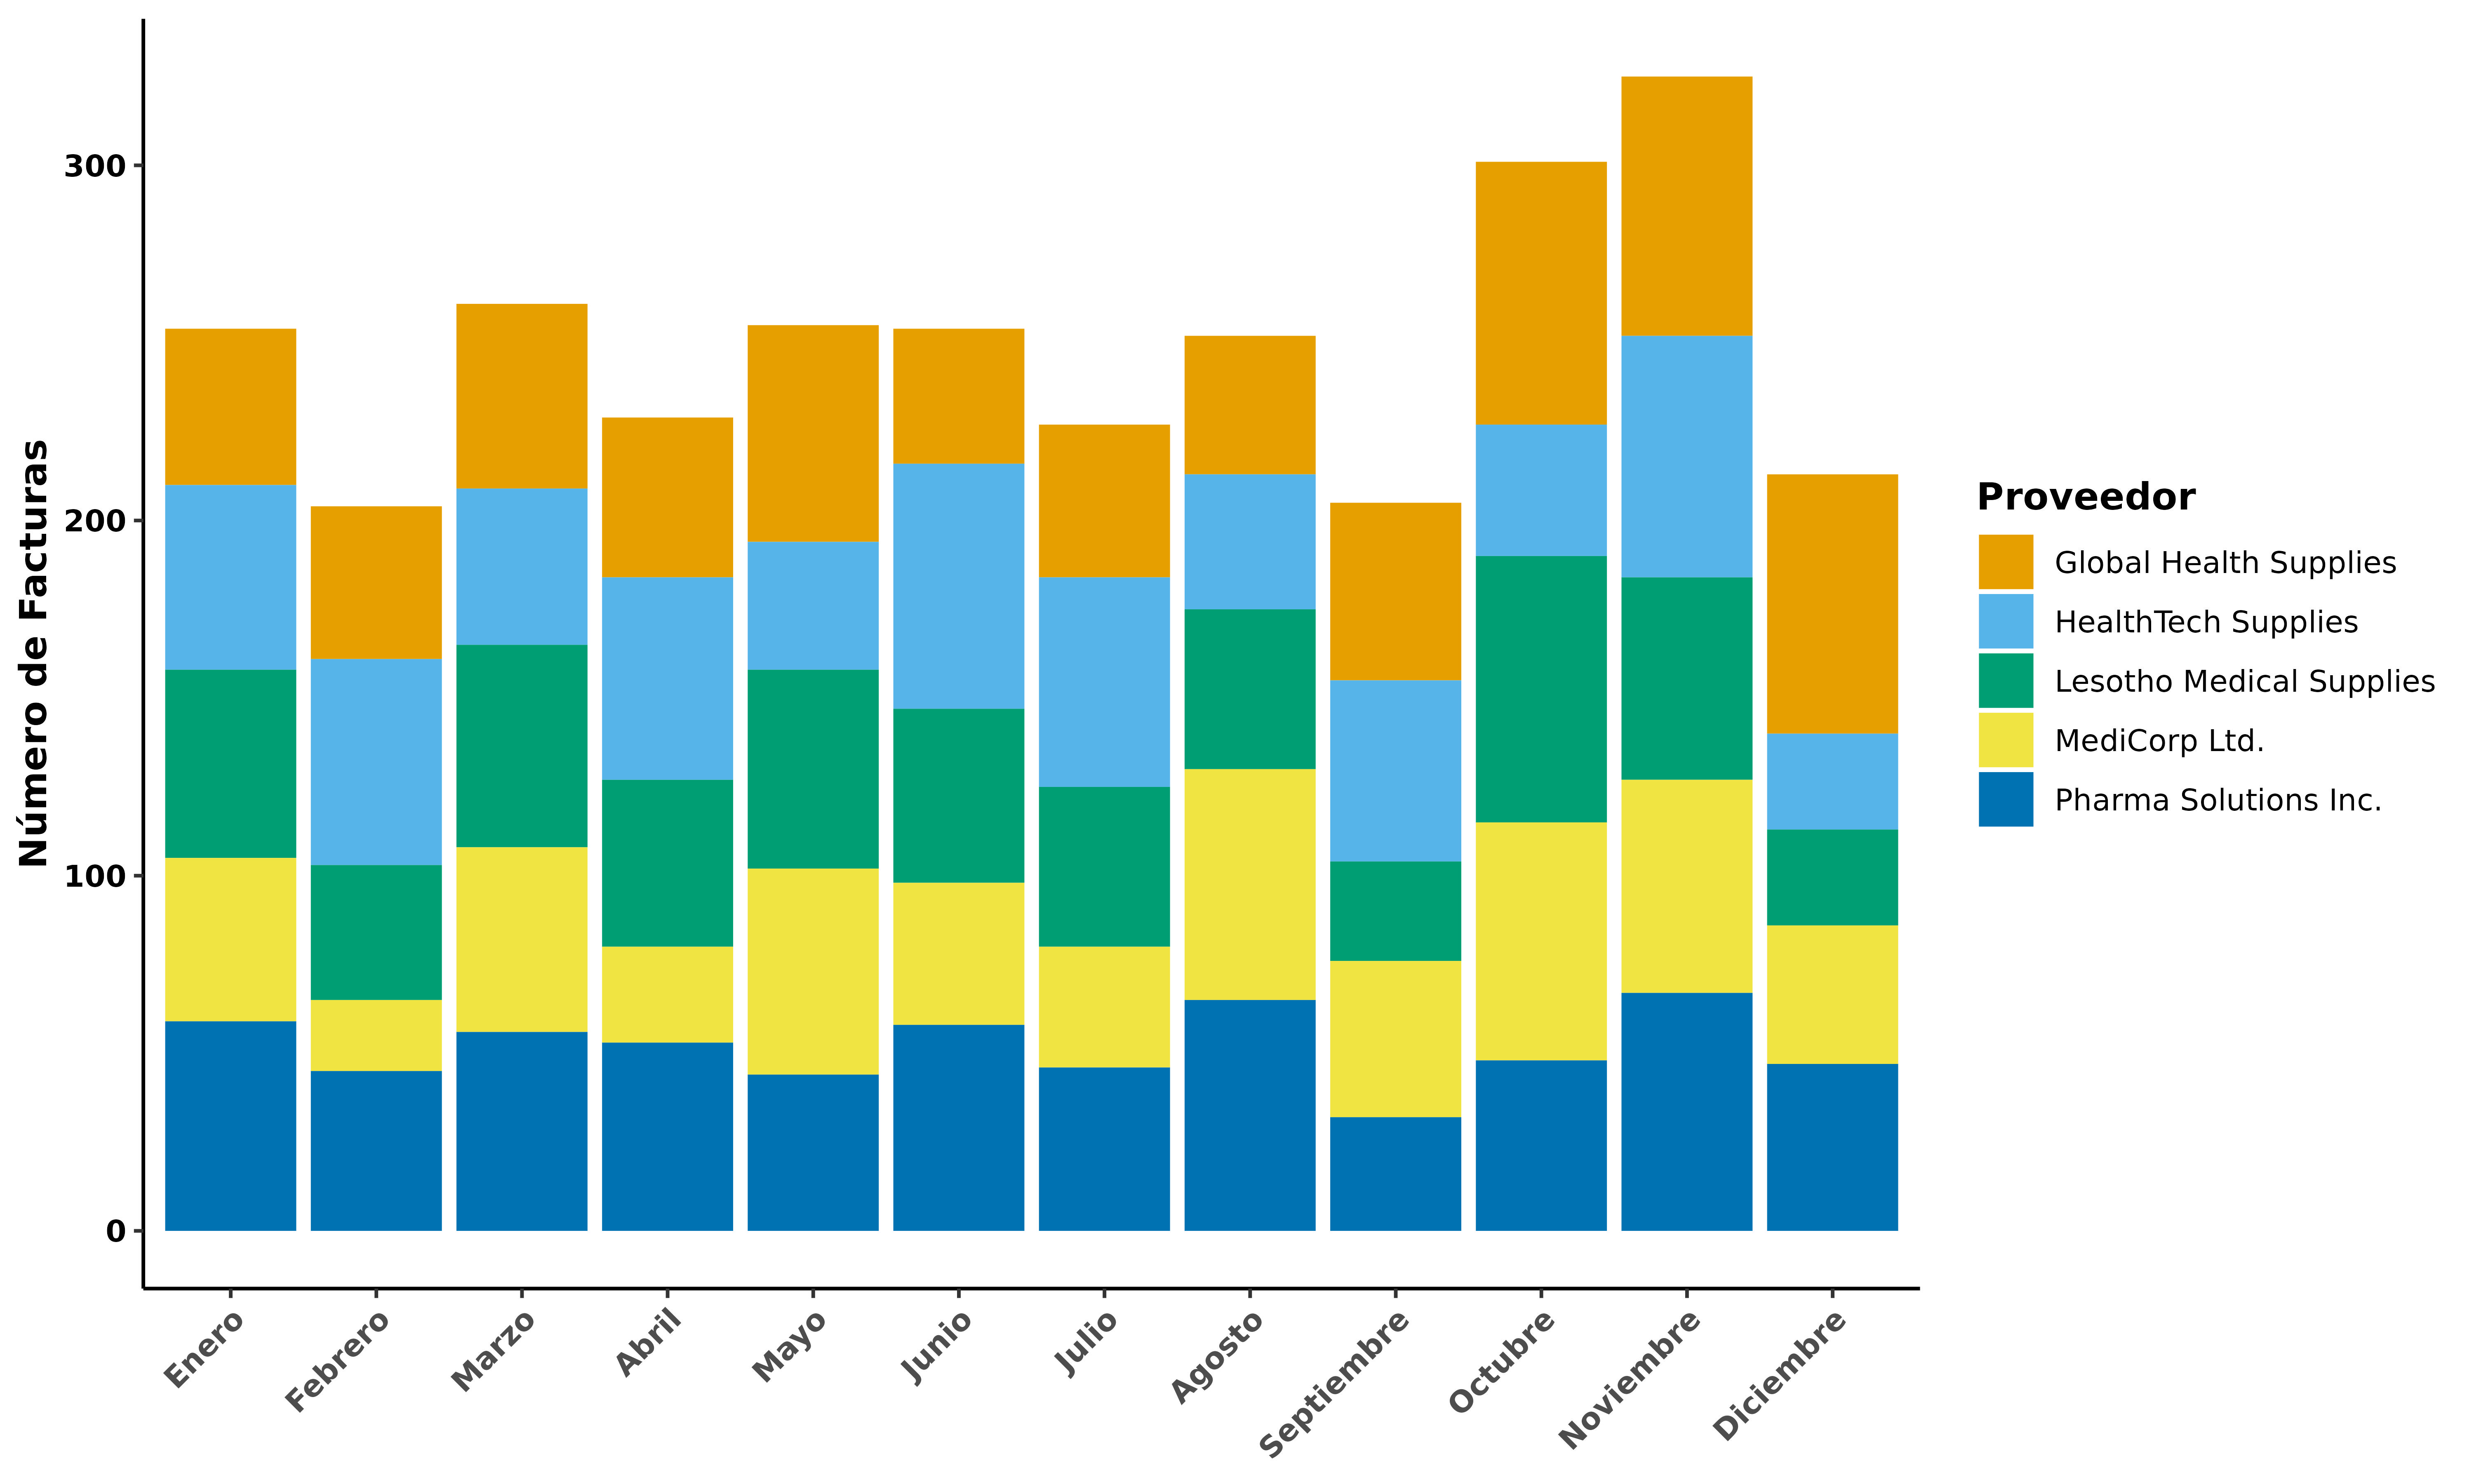 Número de Facturas
300
200
100
0
Enero
Febrero
Marzo
Abril
Mayo
Junio
Julio
Agosto
Septiembre
Octubre
Noviembre
Diciembre
Proveedor
Global Health Supplies
HealthTech Supplies
Lesotho Medical Supplies
MediCorp Ltd.
Pharma Solutions Inc.